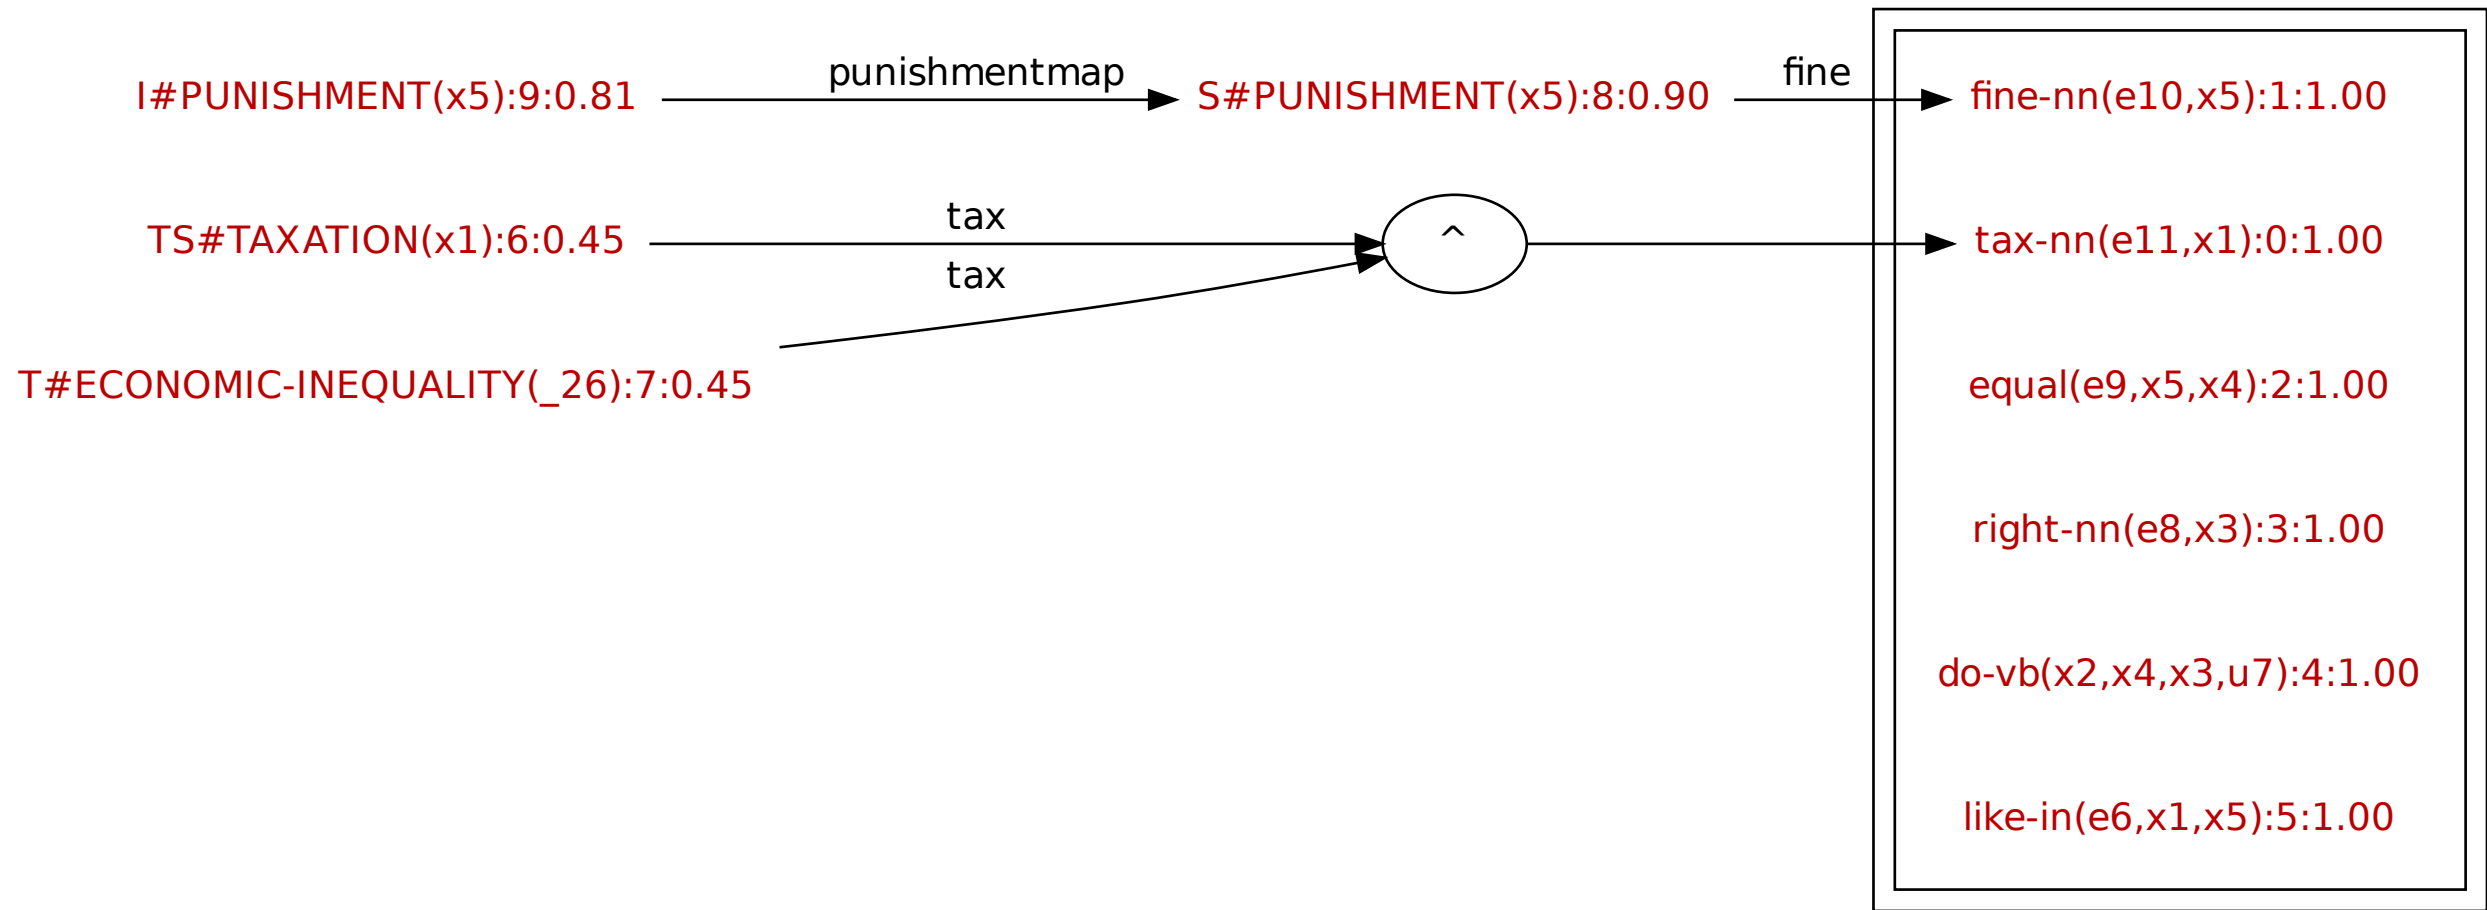 punishmentmap
fine
I#PUNISHMENT(x5):9:0.81
S#PUNISHMENT(x5):8:0.90
fine-nn(e10,x5):1:1.00
tax
TS#TAXATION(x1):6:0.45
^
tax-nn(e11,x1):0:1.00
tax
T#ECONOMIC-INEQUALITY(_26):7:0.45
equal(e9,x5,x4):2:1.00
right-nn(e8,x3):3:1.00
do-vb(x2,x4,x3,u7):4:1.00
like-in(e6,x1,x5):5:1.00